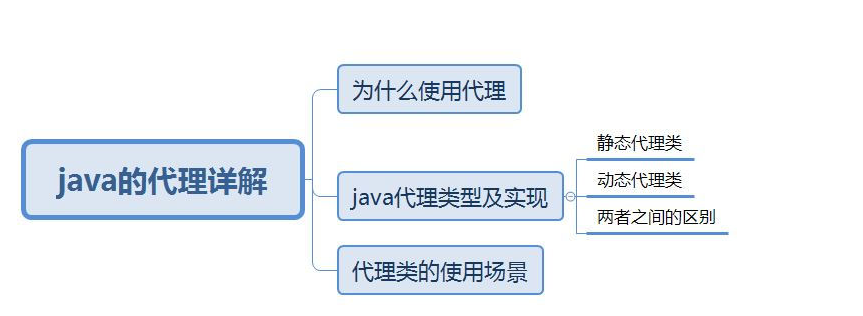 java的代理详解
为什么使用代理
java代理类型及实现
静态代理类
动态代理类
两者之间的区别
代理类的使用场景